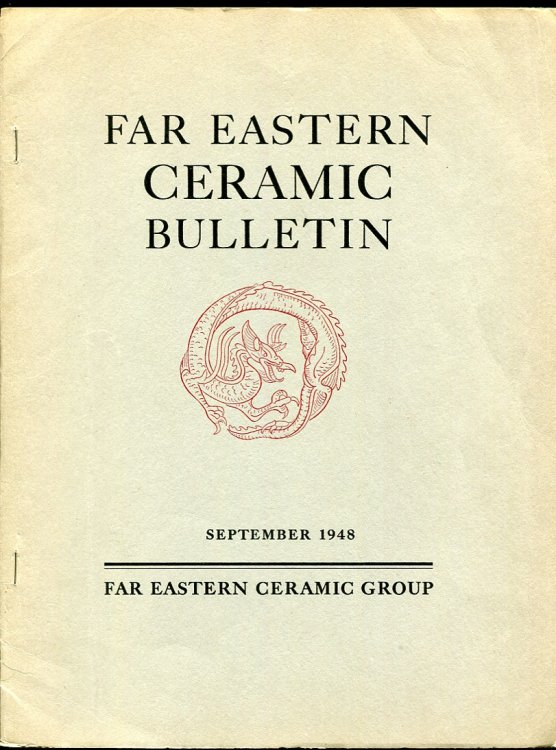 FAR EASTERN
CERAMIC
BULLETIN
SEPTEMBER 1948
FAR EASTERN CERAMIC GROUP